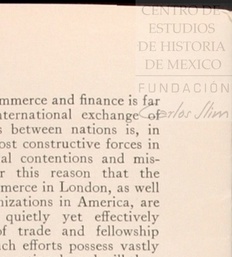 CENTRO DE
ESTUDIOS
DE HISTORIA
DE MEXICO
FUNDACIÓN
Carlos Slim
mmerce and finance is far
nternational exchange of
s between nations is, in
ost constructive forces in
al contentions and mis-
r this reason that the
merce in London, as well
nizations in America, are
quietly yet effectively
of trade and fellowship
ch efforts possess vastly